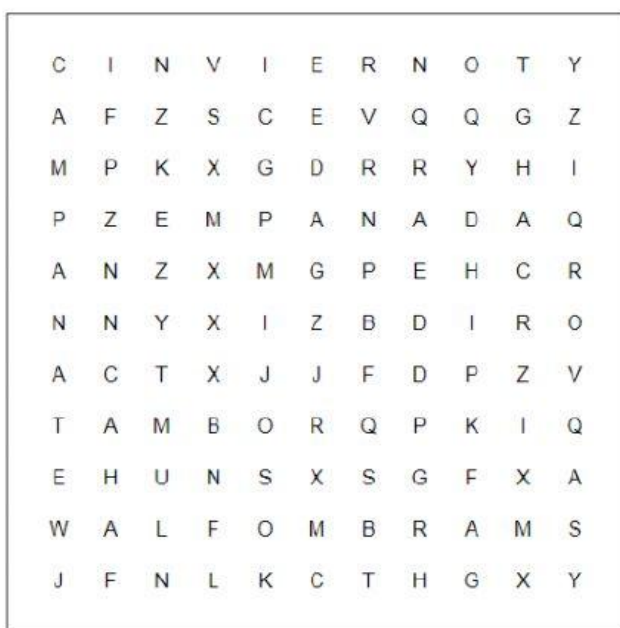 C I N V I E R N O T Y
A F Z S C E V Q Q G Z
M P K X G D R R Y H I
P Z E M P A N A D A Q
A N Z X M G P E H C R
N N Y X I Z B D I R O
A C T X J J F D P Z V
T A M B O R Q P K I Q
E H U N S X S G F X A
W A L F O M B R A M S
J F N L K C T H G X Y